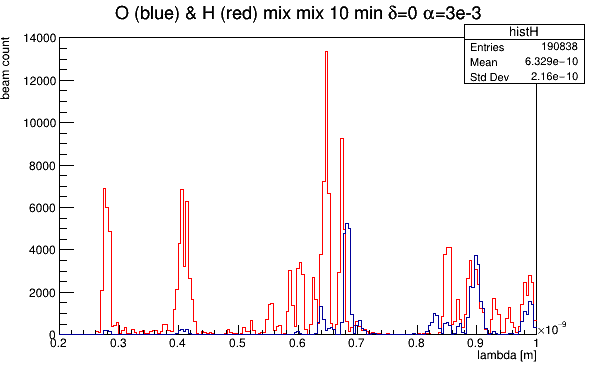 O (blue) & H (red) mix mix 10 min δ=0 α=3e-3
histH
Entries 190838
Mean 6.329e−10
Std Dev 2.16e−10
beam count
14000
12000
10000
8000
6000
4000
2000
0
0.2 0.3 0.4 0.5 0.6 0.7 0.8 0.9 1
×10⁻⁹
lambda [m]